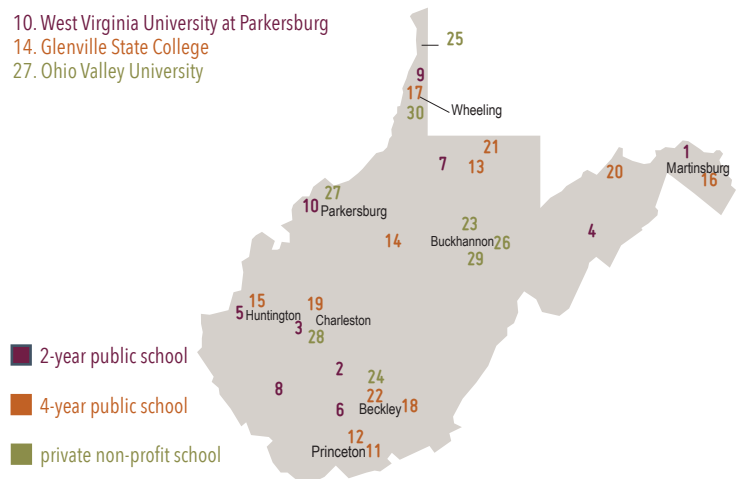 10. West Virginia University at Parkersburg
14. Glenville State College
27. Ohio Valley University
25
9
17
Wheeling
30
21
7
13
1
Martinsburg
20
16
27
10
Parkersburg
23
4
14
Buckhannon
26
29
15
19
5
Huntington
Charleston
3
28
2-year public school
2
24
8
22
4-year public school
6
Beckley
18
12
private non-profit school
Princeton
11